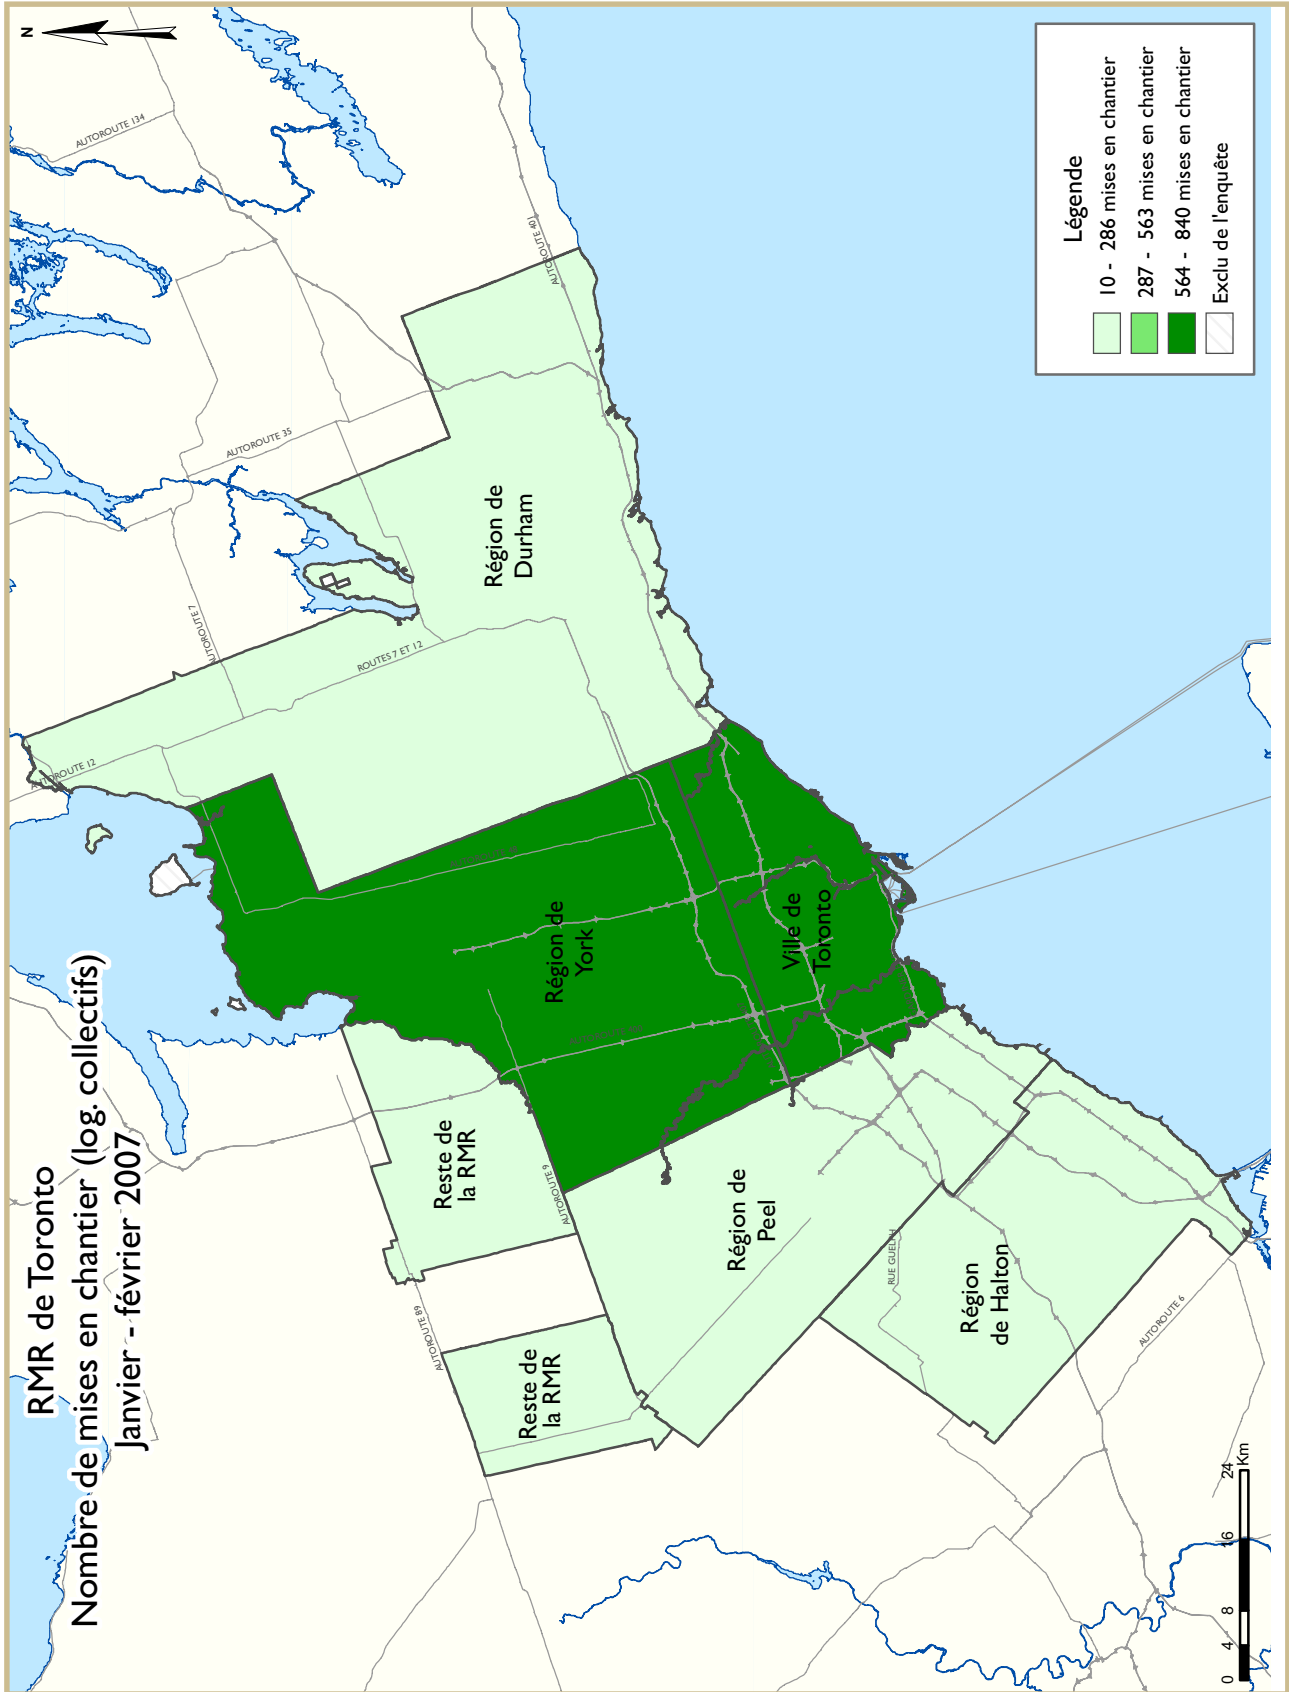 RMR de Toronto
Nombre de mises en chantier (log. collectifs)
Janvier - février 2007
N
AUTOROUTE 134
AUTOROUTE 401
AUTOROUTE 35
AUTOROUTE 7
ROUTES 7 ET 12
AUTOROUTE 12
Région de
Durham
Région de
York
Ville de
Toronto
Reste de
la RMR
AUTOROUTE 9
Région de
Peel
AUTOROUTE 89
Reste de
la RMR
RUE GUELPH
Région
de Halton
AUTOROUTE 6
Légende
10 - 286 mises en chantier
287 - 563 mises en chantier
564 - 840 mises en chantier
Exclu de l'enquête
0 4 8 16 24
Km